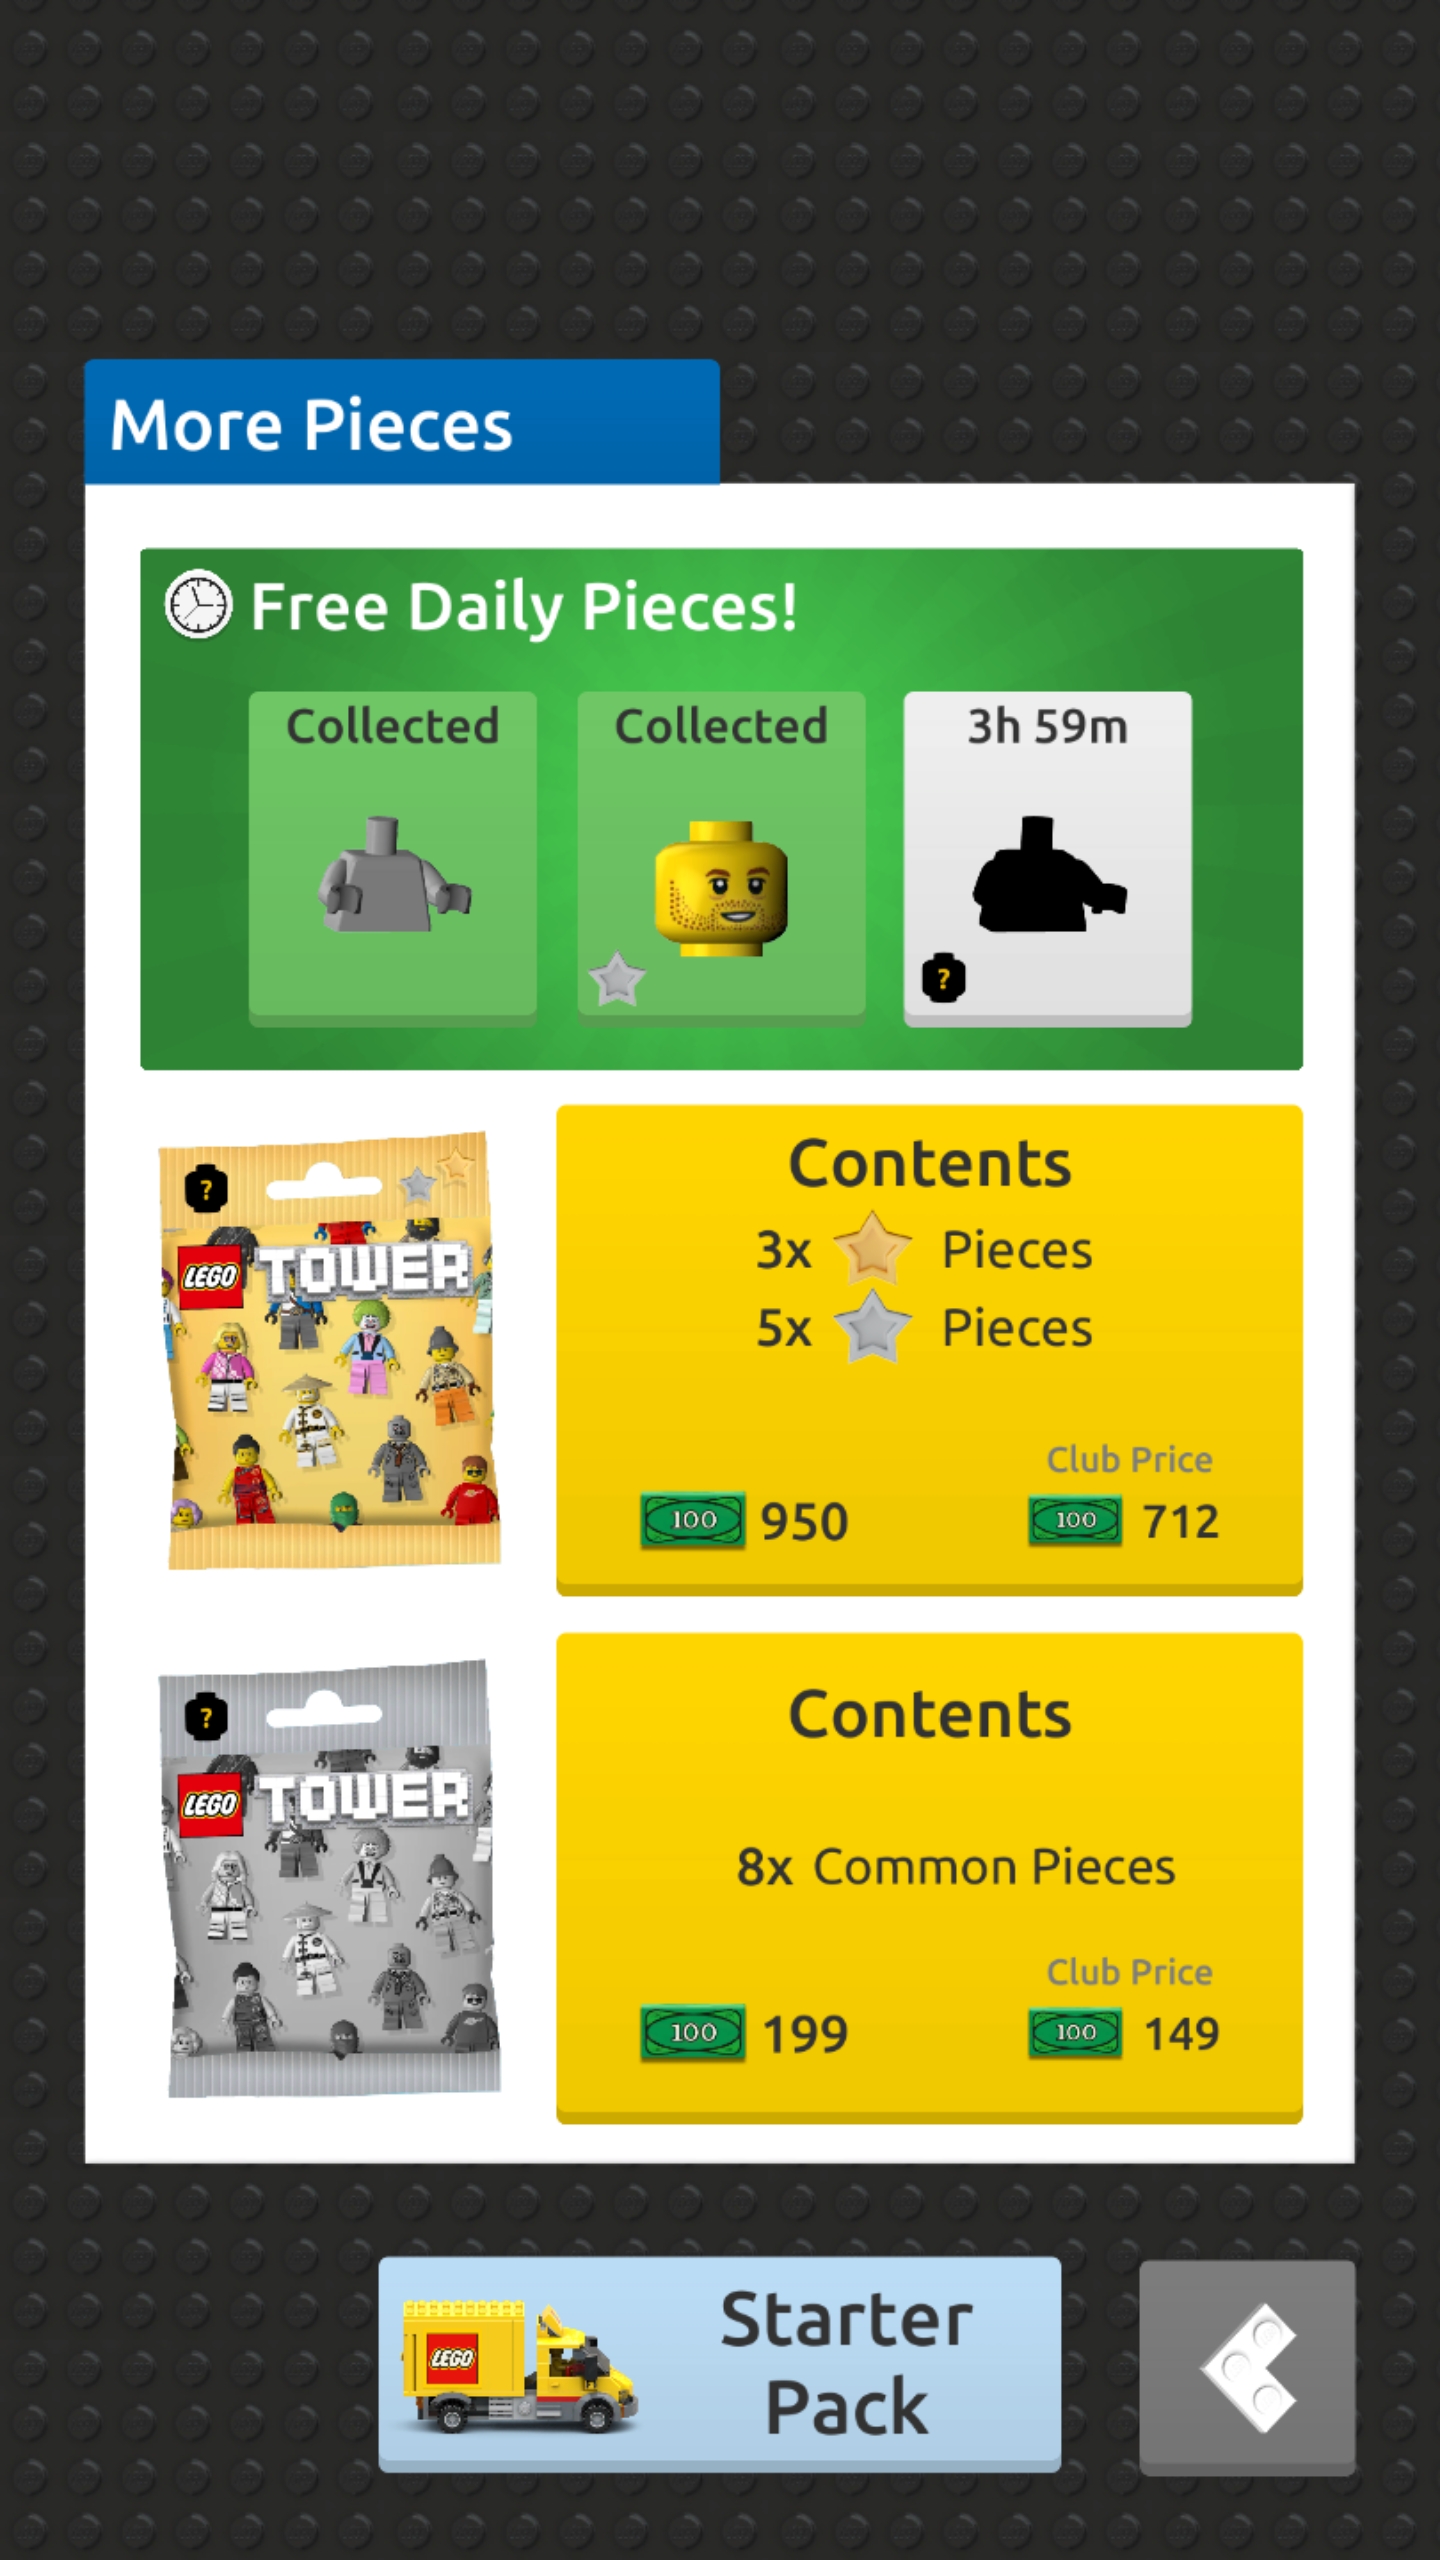 More Pieces
Free Daily Pieces!
Collected
Collected
3h 59m
?
?
LEGO TOWER
Contents
3x Pieces
5x Pieces
Club Price
100 950
100 712
?
LEGO TOWER
Contents
8x Common Pieces
Club Price
100 199
100 149
LEGO
Starter
Pack